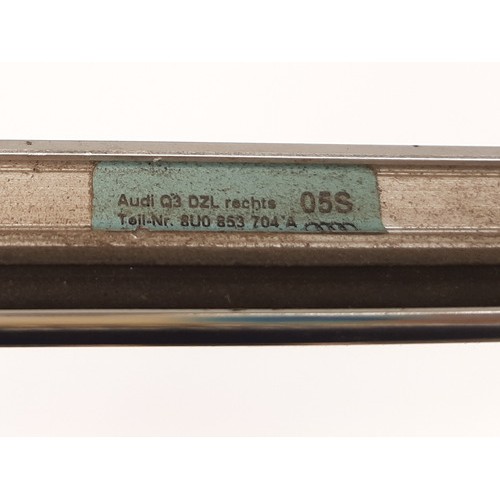 Audi Q3 DZL rechts 05S
Teil-Nr. 8U0 853 704 A